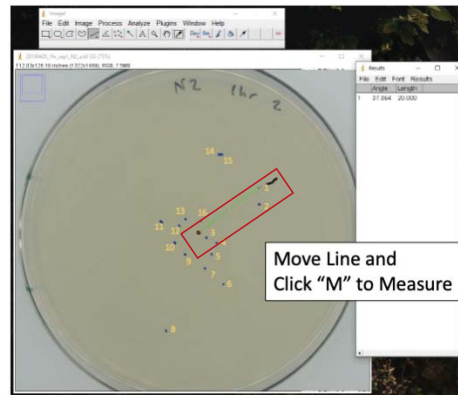 ImageJ
File Edit Image Process Analyze Plugins Window Help
N2 1hr 2
Results
File Edit Font Results
Angle Length
1 37.864 20.000
14
15
1
2
13
16
11
12
3
4
10
9
5
7
6
8
Move Line and
Click “M” to Measure